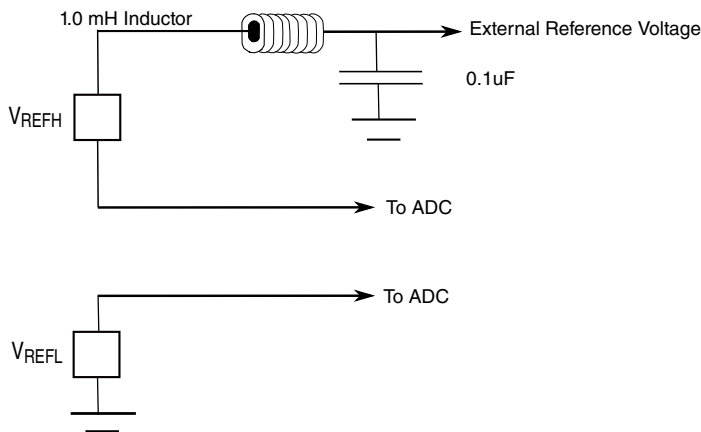 1.0 mH Inductor
External Reference Voltage
0.1uF
VREFH
To ADC
To ADC
VREFL